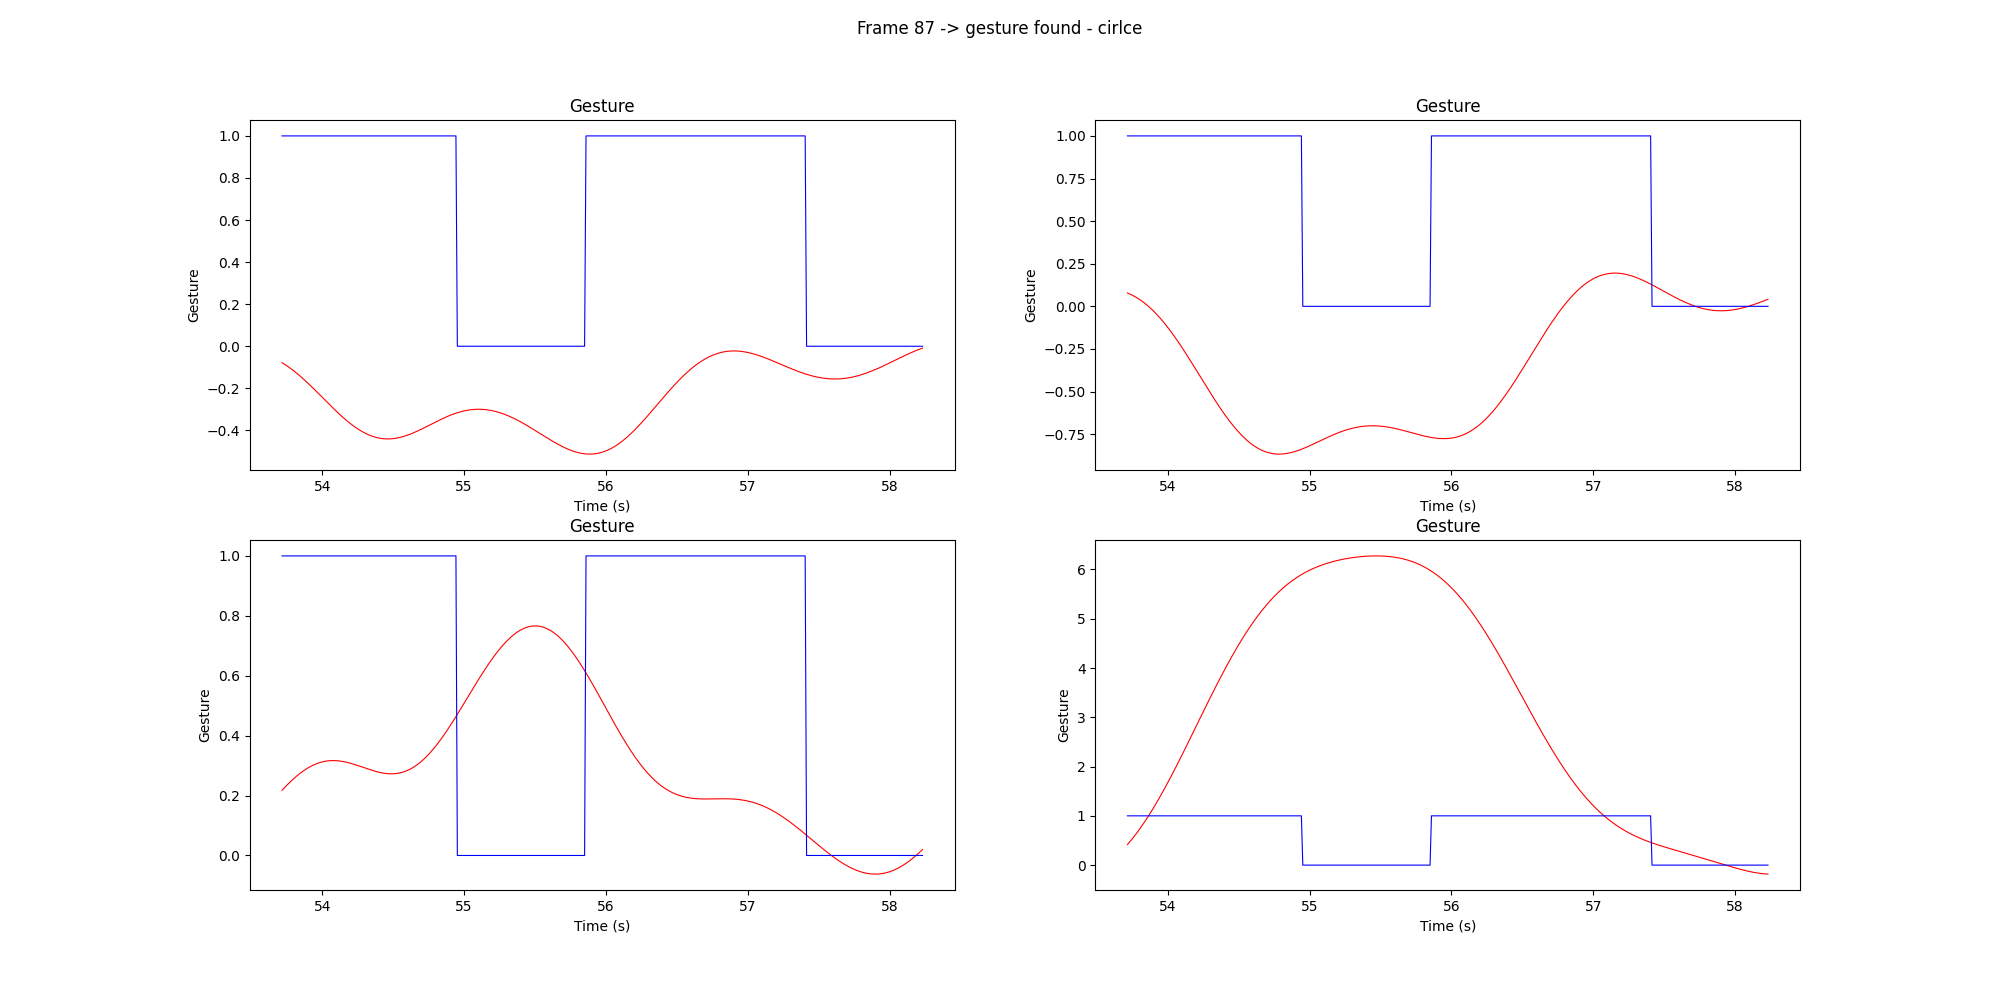 Frame 87 -> gesture found - cirlce
Gesture
1.0
0.8
0.6
0.4
0.2
0.0
−0.2
−0.4
Gesture
54 55 56 57 58
Time (s)
Gesture
1.00
0.75
0.50
0.25
0.00
−0.25
−0.50
−0.75
Gesture
54 55 56 57 58
Time (s)
Gesture
1.0
0.8
0.6
0.4
0.2
0.0
Gesture
54 55 56 57 58
Time (s)
Gesture
6
5
4
3
2
1
0
Gesture
54 55 56 57 58
Time (s)